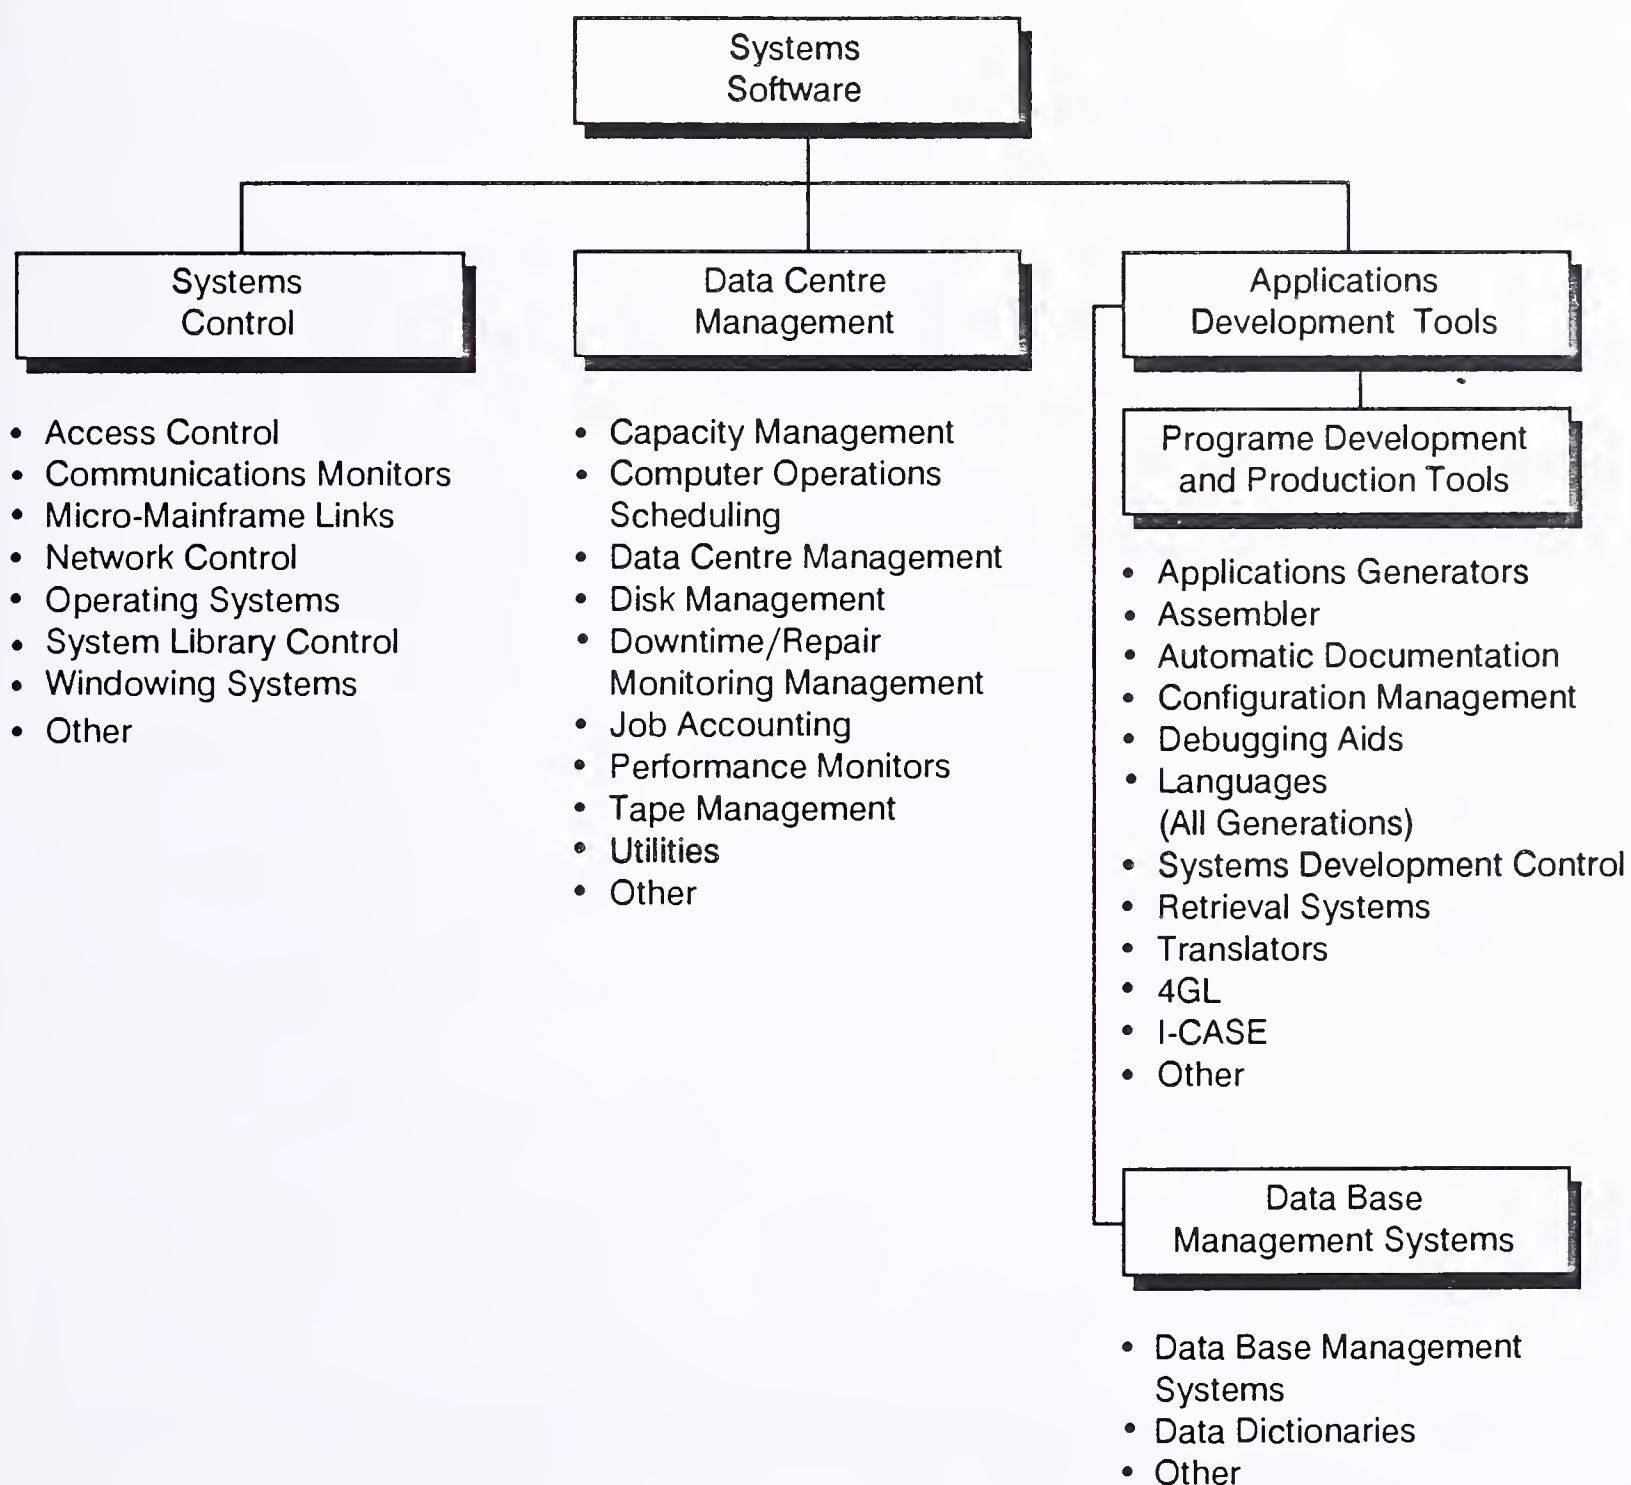 Systems
Software
Systems
Control
• Access Control
• Communications Monitors
• Micro-Mainframe Links
• Network Control
• Operating Systems
• System Library Control
• Windowing Systems
• Other
Data Centre
Management
• Capacity Management
• Computer Operations
Scheduling
• Data Centre Management
• Disk Management
• Downtime/Repair
Monitoring Management
• Job Accounting
• Performance Monitors
• Tape Management
• Utilities
• Other
Applications
Development Tools
Programe Development
and Production Tools
• Applications Generators
• Assembler
• Automatic Documentation
• Configuration Management
• Debugging Aids
• Languages
(All Generations)
• Systems Development Control
• Retrieval Systems
• Translators
• 4GL
• I-CASE
• Other
Data Base
Management Systems
• Data Base Management
Systems
• Data Dictionaries
• Other